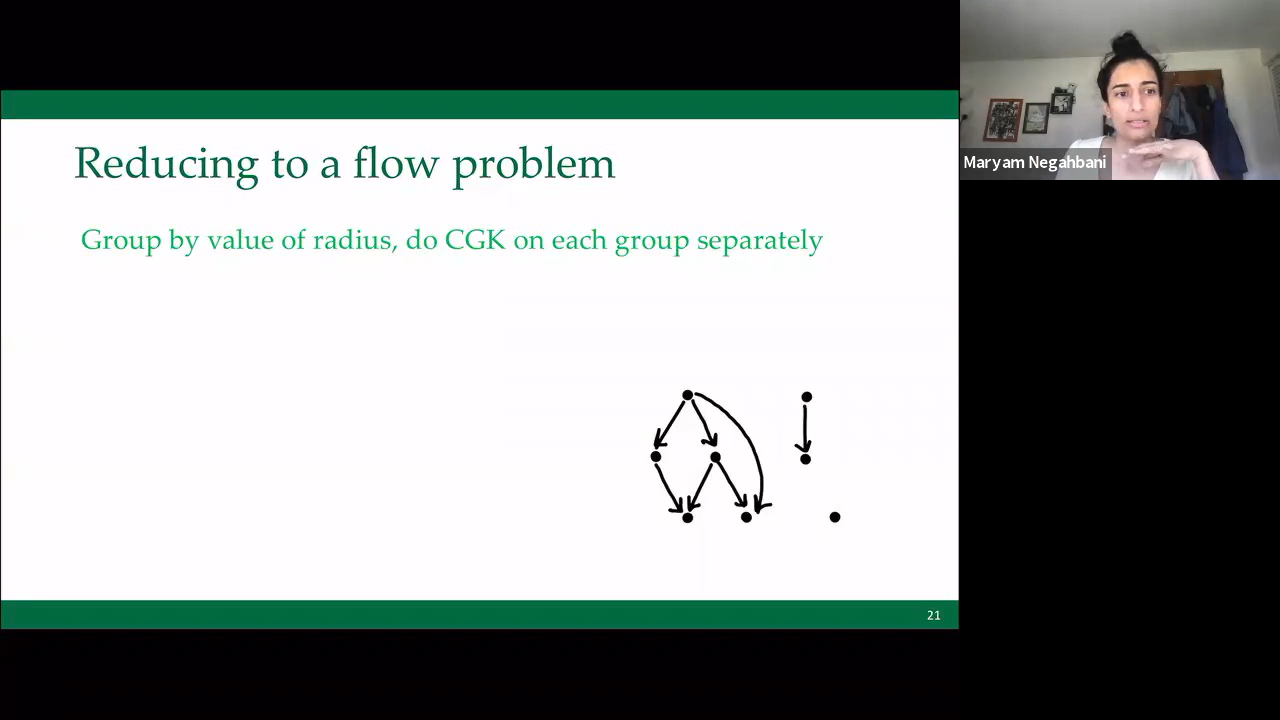 Reducing to a flow problem
Group by value of radius, do CGK on each group separately
21
Maryam Negahbani